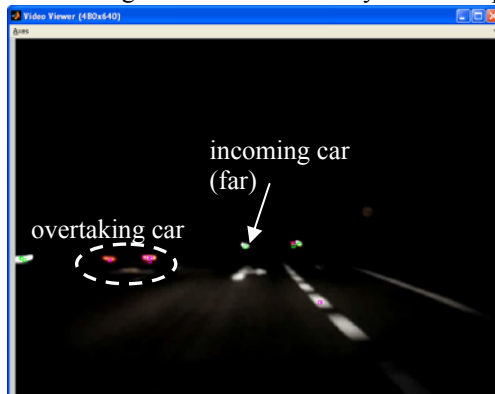 Video Viewer (480x640)
Axes
incoming car
(far)
overtaking car